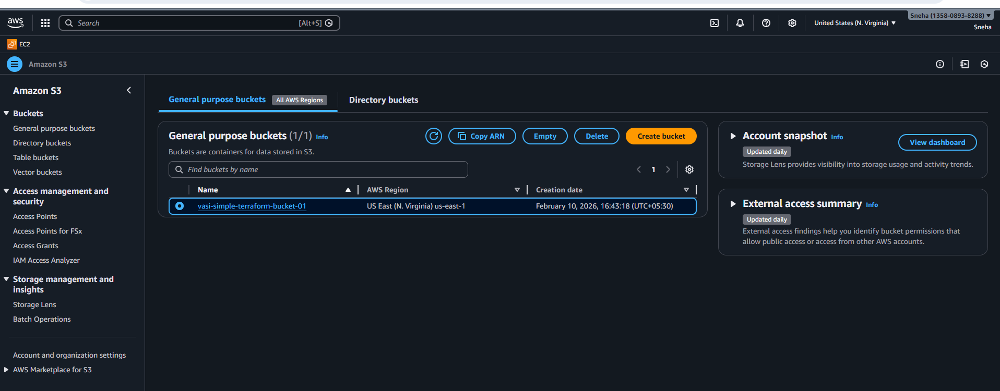 aws
Search
[Alt+S]
United States (N. Virginia)
Sneha (1358-0893-8288)
Sneha
EC2
Amazon S3
Amazon S3
Buckets
General purpose buckets
Directory buckets
Table buckets
Vector buckets
Access management and
security
Access Points
Access Points for FSx
Access Grants
IAM Access Analyzer
Storage management and
insights
Storage Lens
Batch Operations
Account and organization settings
AWS Marketplace for S3
General purpose buckets All AWS Regions
Directory buckets
General purpose buckets (1/1) Info
Copy ARN
Empty
Delete
Create bucket
Buckets are containers for data stored in S3.
Find buckets by name
1
Name AWS Region Creation date
vasi-simple-terraform-bucket-01 US East (N. Virginia) us-east-1 February 10, 2026, 16:43:18 (UTC+05:30)
Account snapshot Info
View dashboard
Updated daily
Storage Lens provides visibility into storage usage and activity trends.
External access summary Info
Updated daily
External access findings help you identify bucket permissions that
allow public access or access from other AWS accounts.